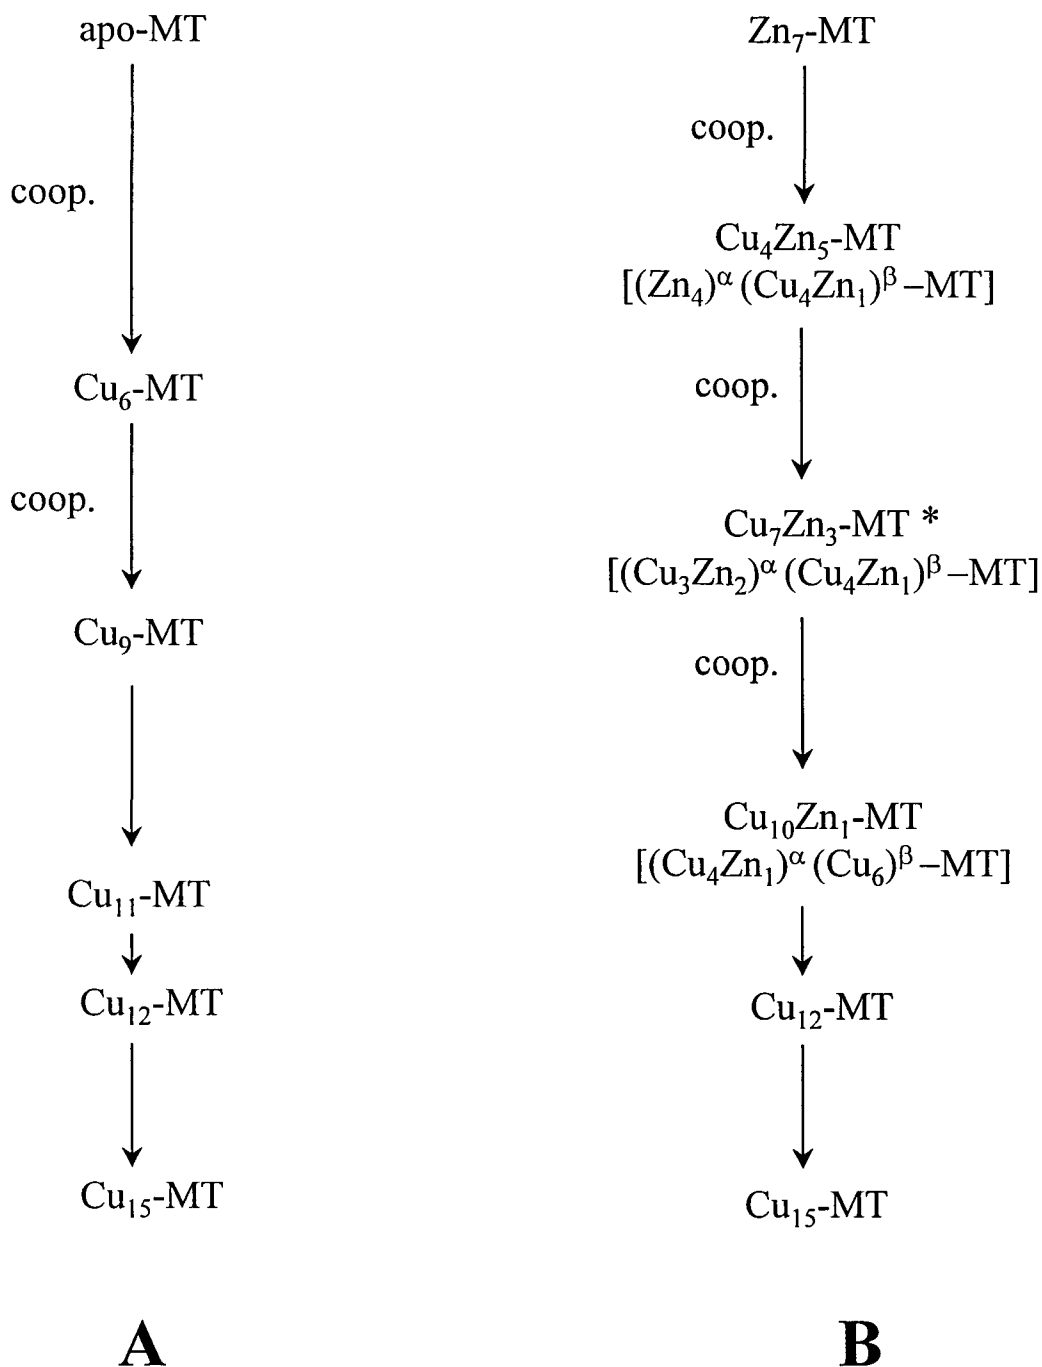 apo-MT
coop.
Cu₆-MT
coop.
Cu₉-MT
Cu₁₁-MT
Cu₁₂-MT
Cu₁₅-MT
A
Zn₇-MT
coop.
Cu₄Zn₅-MT
[(Zn₄)ᵅ (Cu₄Zn₁)ᵝ –MT]
coop.
Cu₇Zn₃-MT *
[(Cu₃Zn₂)ᵅ (Cu₄Zn₁)ᵝ –MT]
coop.
Cu₁₀Zn₁-MT
[(Cu₄Zn₁)ᵅ (Cu₆)ᵝ –MT]
Cu₁₂-MT
Cu₁₅-MT
B